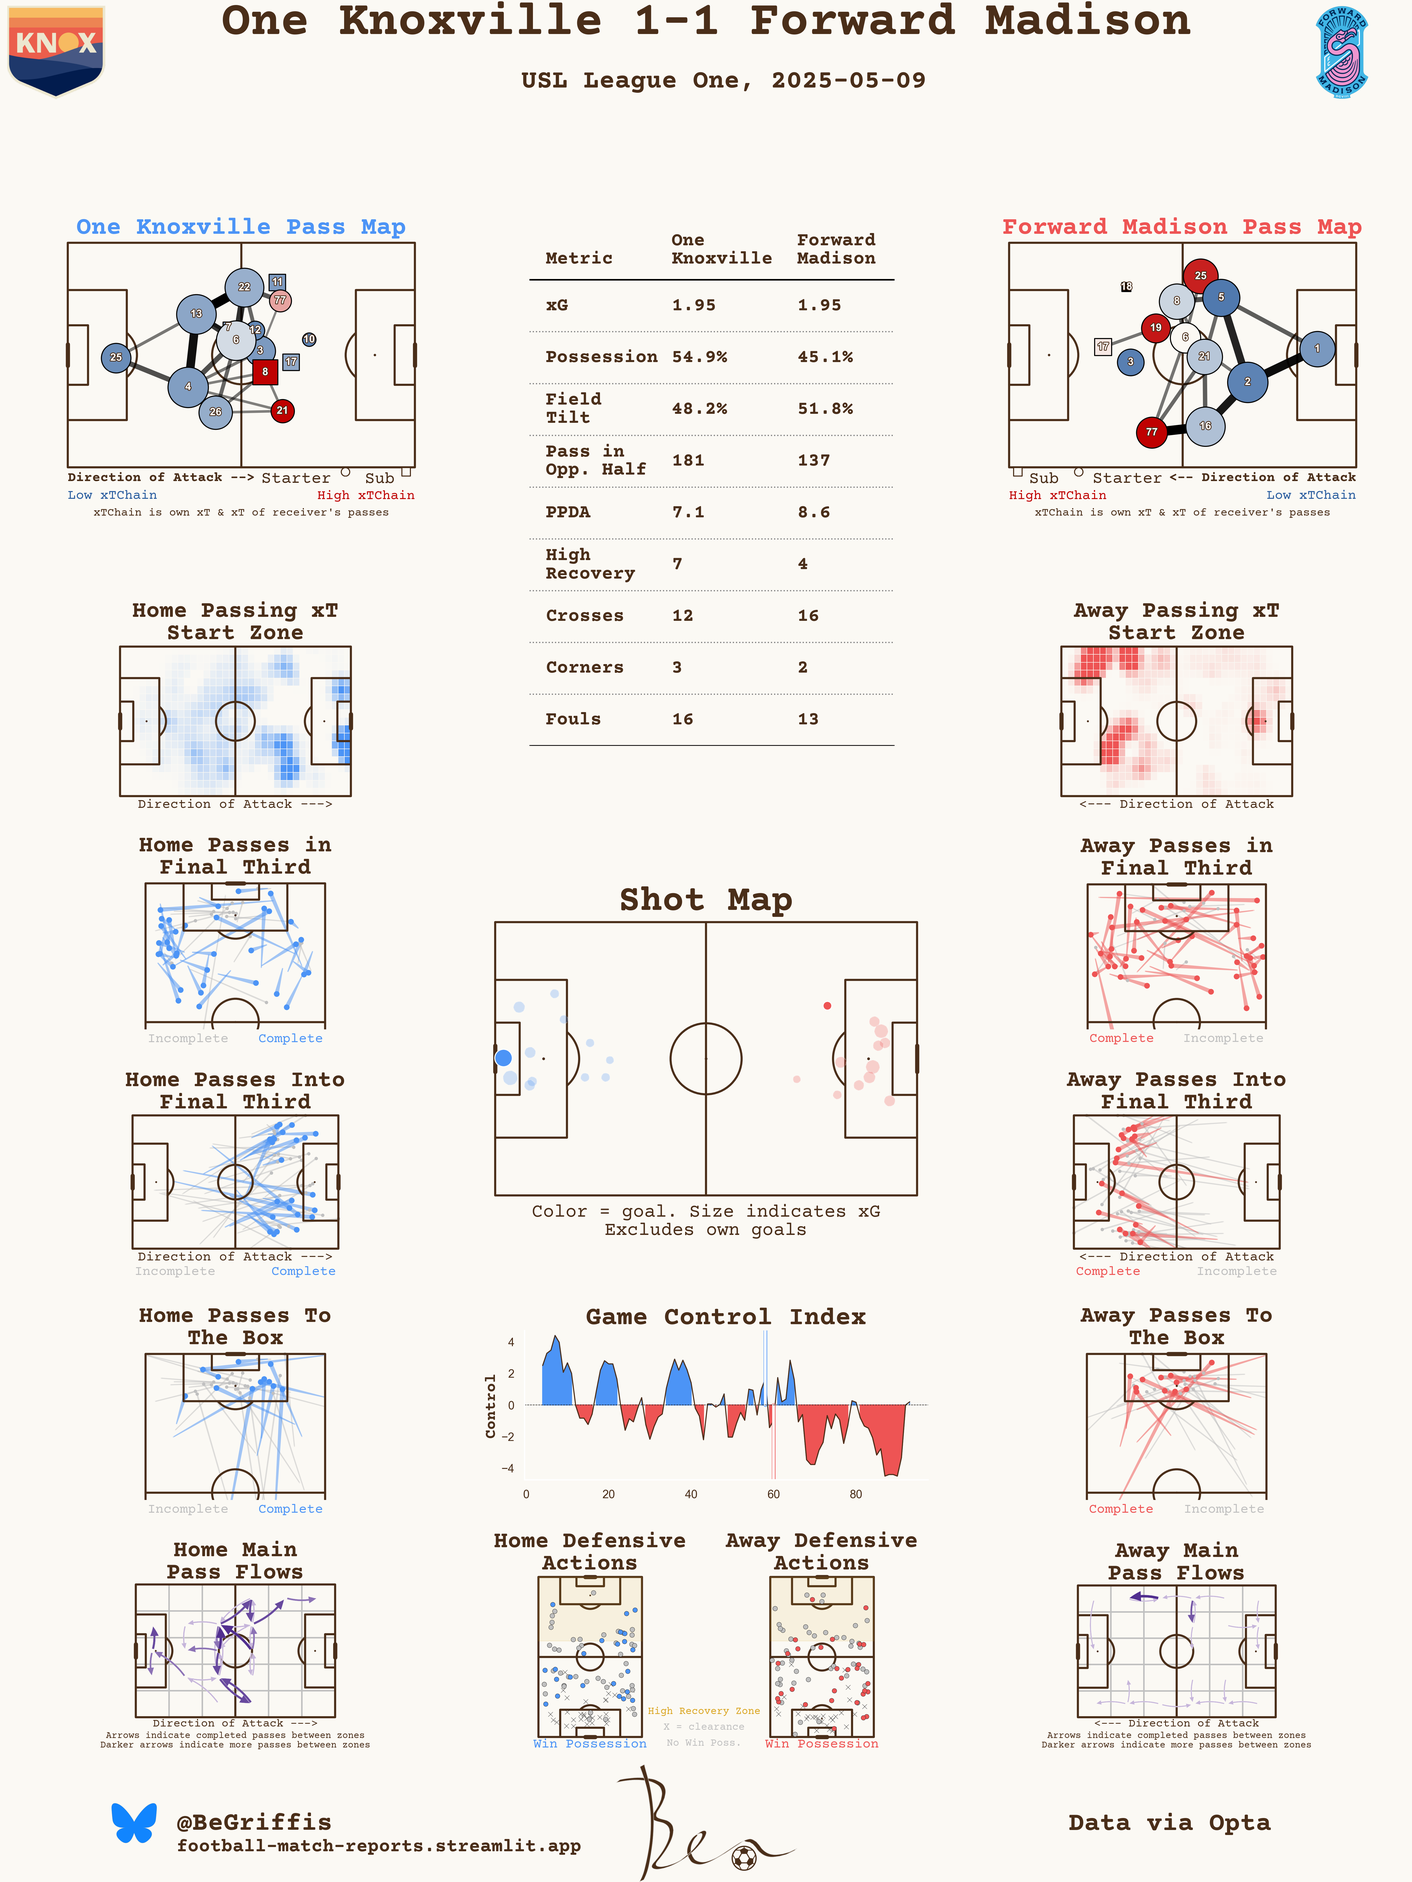 One Knoxville 1-1 Forward Madison
USL League One, 2025-05-09
KNOX
FORWARD
MADISON
One Knoxville Pass Map
22
11
77
13
7
12
6
3
10
25
17
8
4
26
21
Direction of Attack --> Starter Sub
Low xTChain High xTChain
xTChain is own xT & xT of receiver's passes
Metric One Knoxville Forward Madison
xG 1.95 1.95
Possession 54.9% 45.1%
Field Tilt 48.2% 51.8%
Pass in Opp. Half 181 137
PPDA 7.1 8.6
High Recovery 7 4
Crosses 12 16
Corners 3 2
Fouls 16 13
Forward Madison Pass Map
25
18
8
5
19
6
17
21
1
3
2
77
16
Sub Starter <-- Direction of Attack
High xTChain Low xTChain
xTChain is own xT & xT of receiver's passes
Home Passing xT
Start Zone
Direction of Attack --->
Away Passing xT
Start Zone
<--- Direction of Attack
Home Passes in
Final Third
Incomplete Complete
Away Passes in
Final Third
Complete Incomplete
Shot Map
Color = goal. Size indicates xG
Excludes own goals
Home Passes Into
Final Third
Direction of Attack --->
Incomplete Complete
Away Passes Into
Final Third
<--- Direction of Attack
Complete Incomplete
Home Passes To
The Box
Incomplete Complete
Game Control Index
Control
4
2
0
−2
−4
0 20 40 60 80
Away Passes To
The Box
Complete Incomplete
Home Main
Pass Flows
Direction of Attack --->
Arrows indicate completed passes between zones
Darker arrows indicate more passes between zones
Home Defensive
Actions
Win Possession
Away Defensive
Actions
Win Possession
High Recovery Zone
X = clearance
No Win Poss.
Away Main
Pass Flows
<--- Direction of Attack
Arrows indicate completed passes between zones
Darker arrows indicate more passes between zones
@BeGriffis
football-match-reports.streamlit.app
Ben
Data via Opta